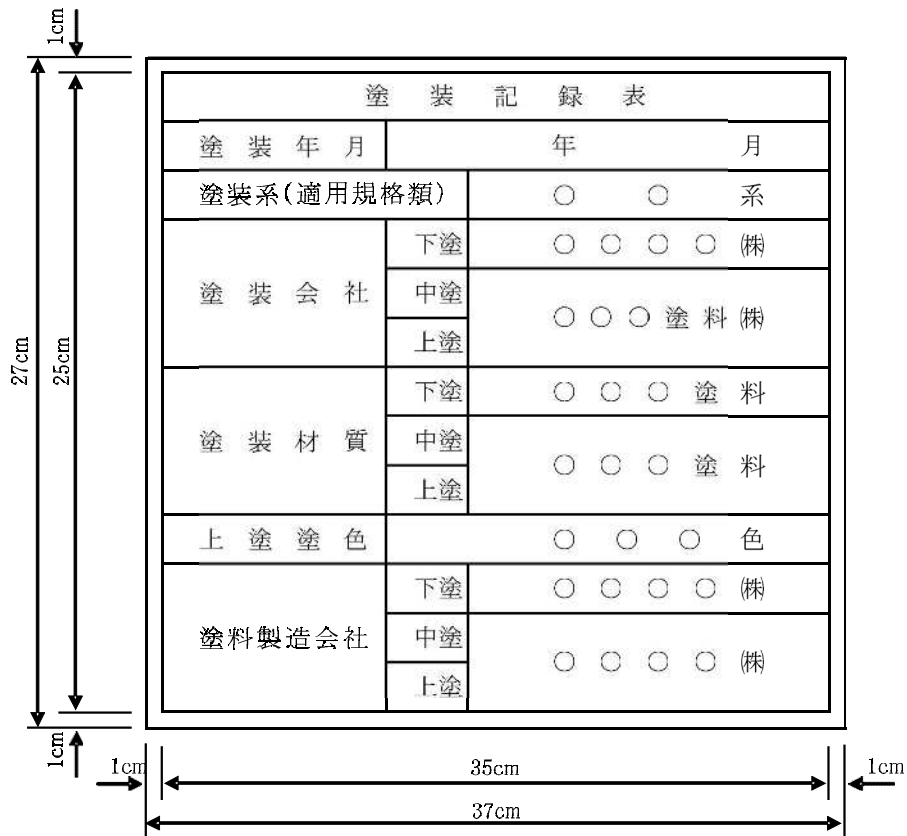 1cm
塗装記録表
塗装年月 年 月
塗装系(適用規格類) ○ ○ 系
下塗 ○○○○㈱
塗装会社 中塗 ○○○塗料㈱
上塗
下塗 ○○○塗料
塗装材質 中塗 ○○○塗料
上塗
上塗塗色 ○○○色
下塗 ○○○○㈱
塗料製造会社 中塗 ○○○○㈱
上塗
27cm
25cm
1cm
1cm
35cm
1cm
37cm